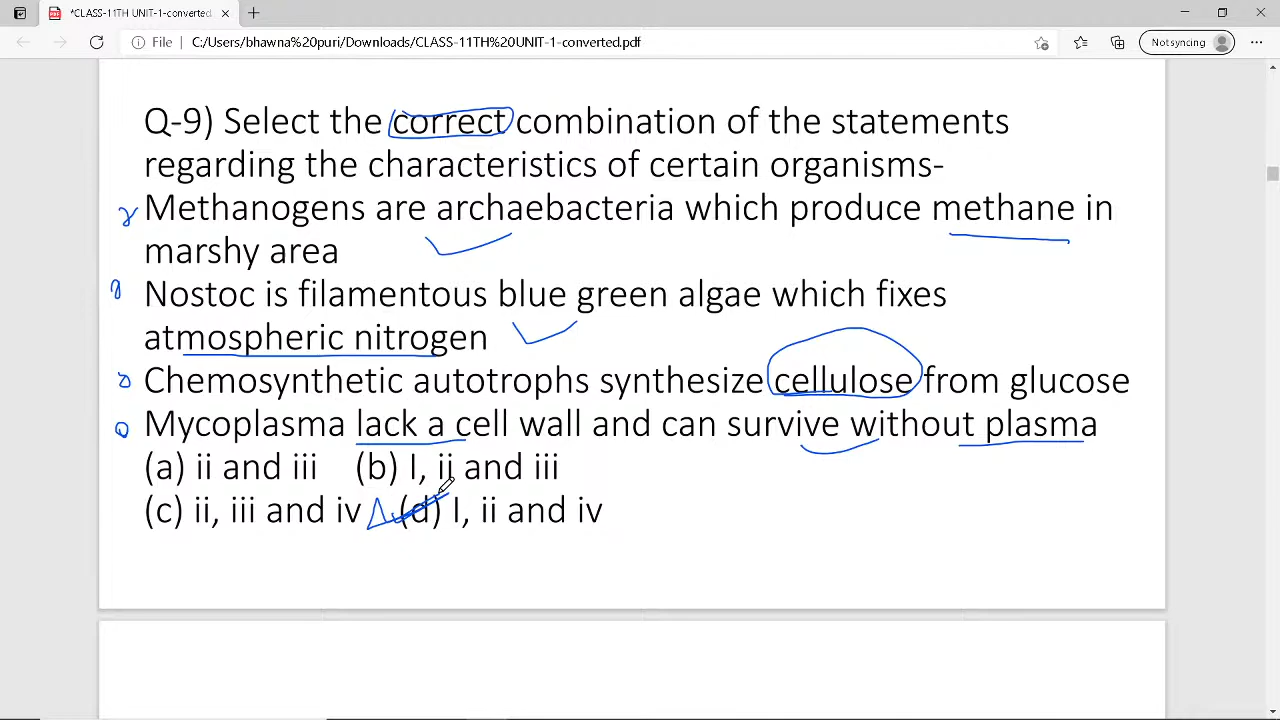 *CLASS-11TH UNIT-1-converted
File C:/Users/bhawna%20puri/Downloads/CLASS-11TH%20UNIT-1-converted.pdf
Not syncing
Q-9) Select the correct combination of the statements
regarding the characteristics of certain organisms-
Methanogens are archaebacteria which produce methane in
marshy area
Nostoc is filamentous blue green algae which fixes
atmospheric nitrogen
Chemosynthetic autotrophs synthesize cellulose from glucose
Mycoplasma lack a cell wall and can survive without plasma
(a) ii and iii (b) I, ii and iii
(c) ii, iii and iv (d) I, ii and iv